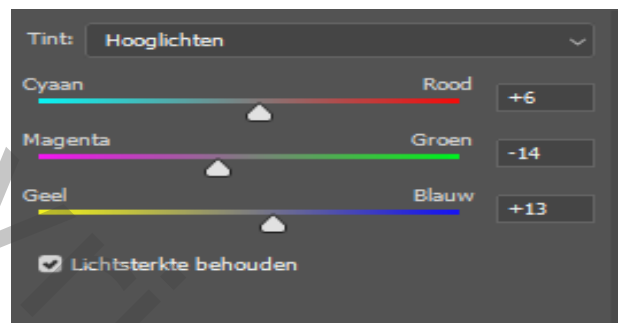 Tint: Hooglichten
Cyaan Rood +6
Magenta Groen -14
Geel Blauw +13
Lichtsterkte behouden